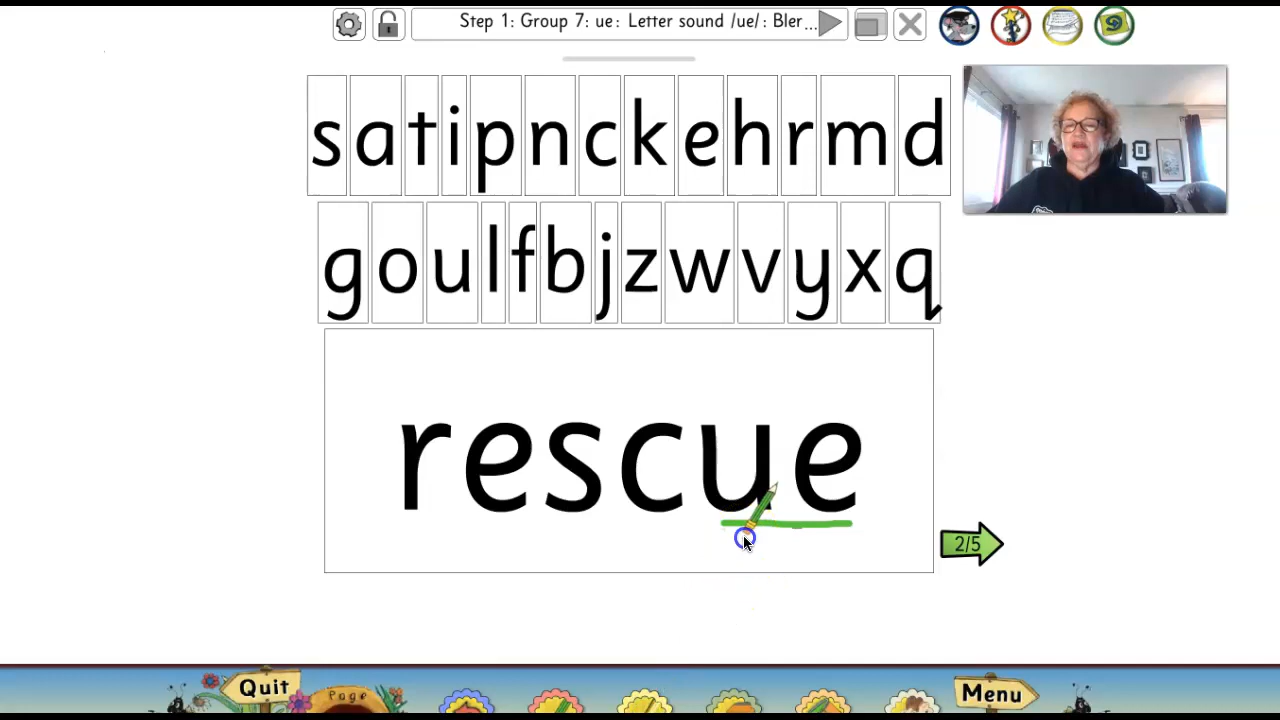 Step 1: Group 7: ue: Letter sound /ue/: Bler...
s a t i p n c k e h r m d
g o u l f b j z w v y x q
rescue
2/5
Quit
Page
Menu